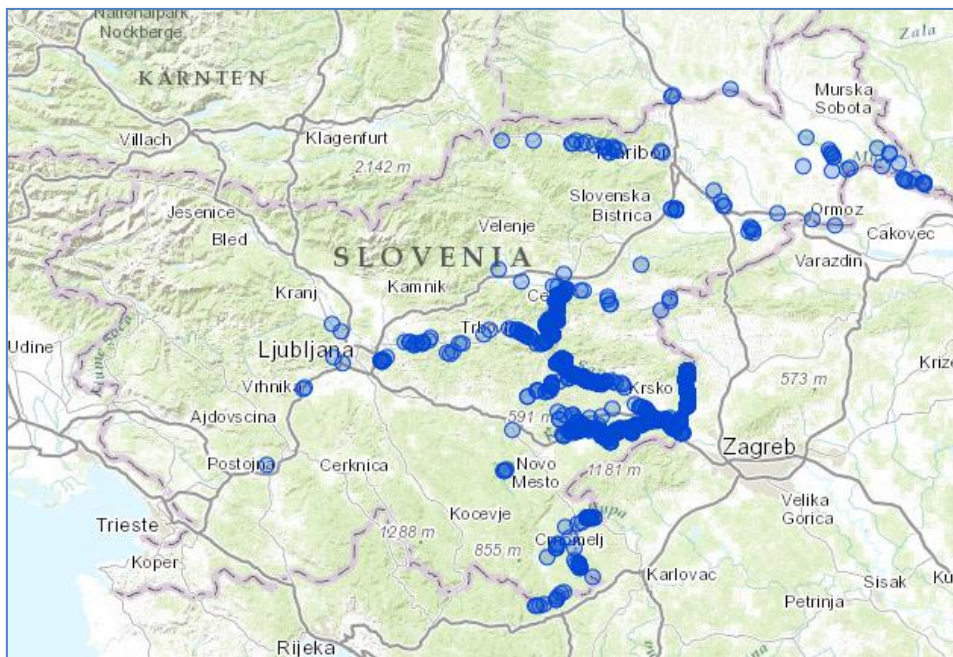 Nationalpark
Nockberge
Zala
KÄRNTEN
Murska
Sobota
Villach
Klagenfurt
2.142 m
Slovenska
Bistrica
Jesenice
Velenje
Ormoz
Bled
Cakovec
SLOVENIA
Varazdin
Kranj
Kamnik
Udine
Ljubljana
Vrhnika
Krsko
573 m
Ajdovscina
591 m
Zagreb
Postojna
Cerknica
Novo
Mesto
1181 m
Velika
Gorica
Kocevje
Trieste
1288 m
Koper
855 m
Karlovac
Sisak
Petrinja
Rijeka